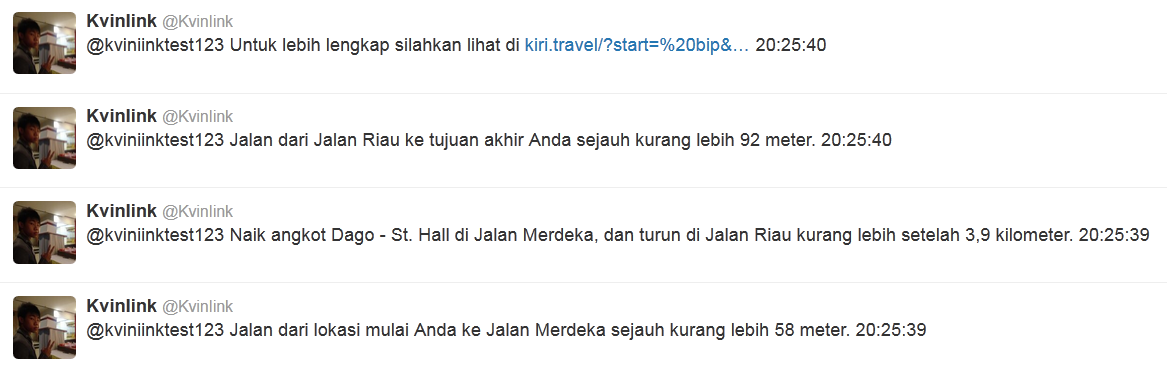 Kvinlink @Kvinlink
@kviniinktest123 Untuk lebih lengkap silahkan lihat di kiri.travel/?start=%20bip&... 20:25:40
Kvinlink @Kvinlink
@kviniinktest123 Jalan dari Jalan Riau ke tujuan akhir Anda sejauh kurang lebih 92 meter. 20:25:40
Kvinlink @Kvinlink
@kviniinktest123 Naik angkot Dago - St. Hall di Jalan Merdeka, dan turun di Jalan Riau kurang lebih setelah 3,9 kilometer. 20:25:39
Kvinlink @Kvinlink
@kviniinktest123 Jalan dari lokasi mulai Anda ke Jalan Merdeka sejauh kurang lebih 58 meter. 20:25:39